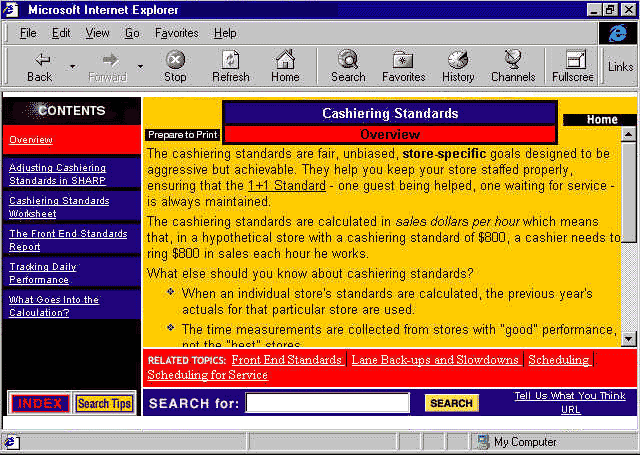 Microsoft Internet Explorer
File Edit View Go Favorites Help
Back Forward Stop Refresh Home Search Favorites History Channels Fullscree Links
CONTENTS
Overview
Adjusting Cashiering
Standards in SHARP
Cashiering Standards
Worksheet
The Front End Standards
Report
Tracking Daily
Performance
What Goes Into the
Calculation?
INDEX Search Tips
Cashiering Standards
Home
Prepare to Print
Overview
The cashiering standards are fair, unbiased, store-specific goals designed to be
aggressive but achievable. They help you keep your store staffed properly,
ensuring that the 1+1 Standard - one guest being helped, one waiting for service -
is always maintained.
The cashiering standards are calculated in sales dollars per hour which means
that, in a hypothetical store with a cashiering standard of $800, a cashier needs to
ring $800 in sales each hour he works.
What else should you know about cashiering standards?
❖ When an individual store's standards are calculated, the previous year's
actuals for that particular store are used.
❖ The time measurements are collected from stores with "good" performance,
not the "best" stores
RELATED TOPICS: Front End Standards | Lane Back-ups and Slowdowns | Scheduling |
Scheduling for Service
SEARCH for: SEARCH Tell Us What You Think
URL
My Computer